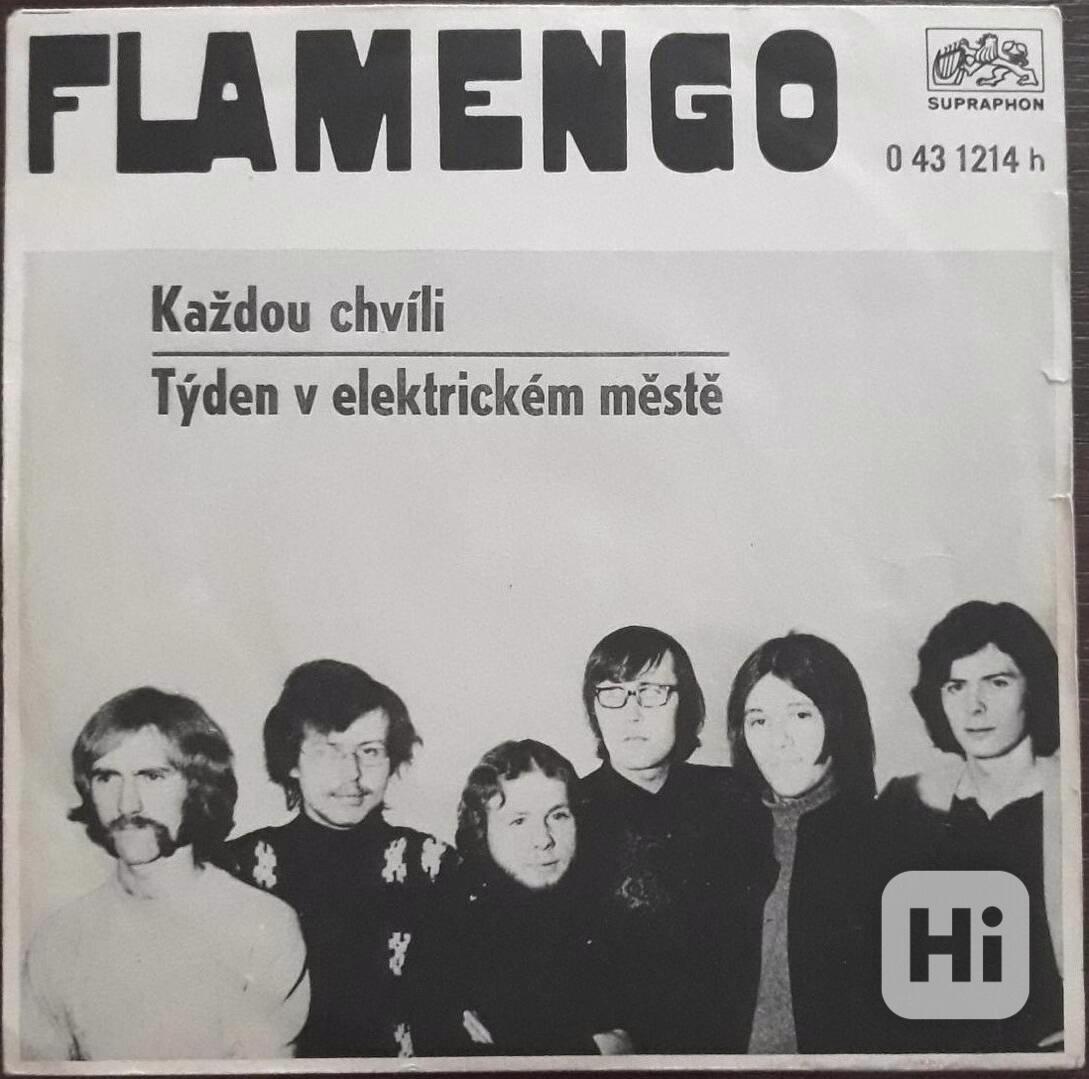 FLAMENGO
SUPRAPHON
0 43 1214 h
Každou chvíli
Týden v elektrickém městě
Hi